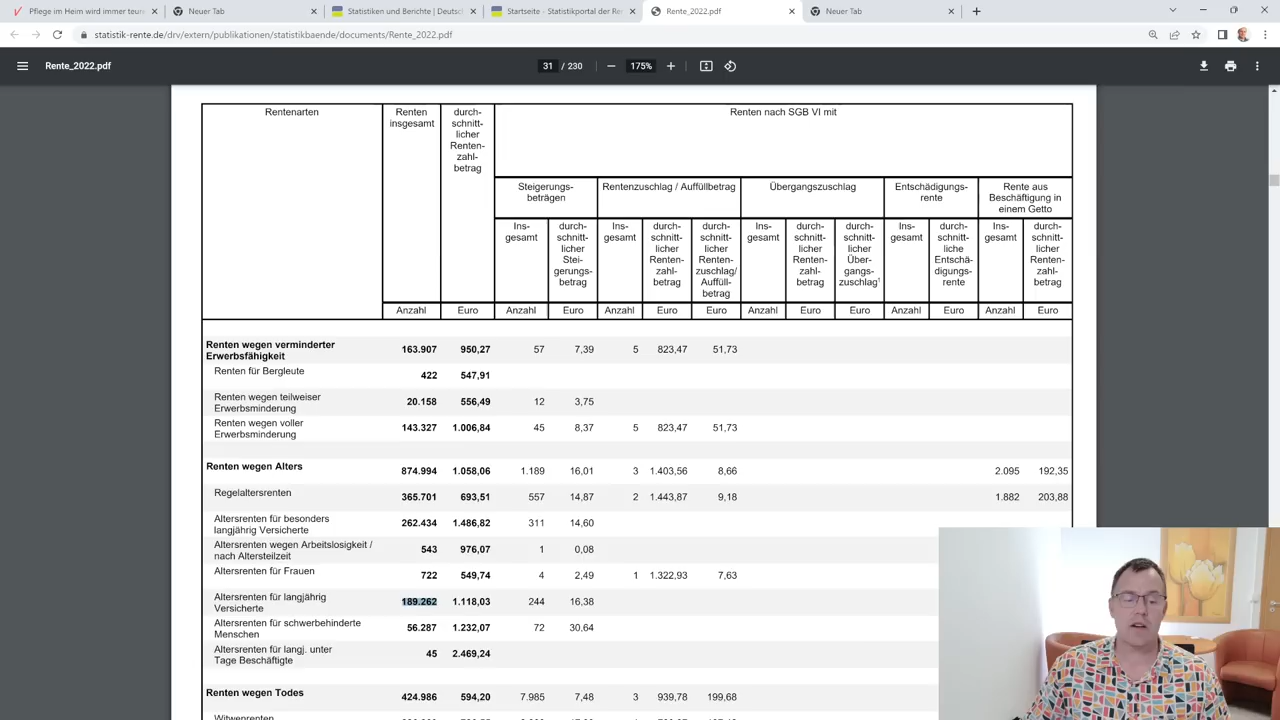 Pflege im Heim wird immer teure
Neuer Tab
Statistiken und Berichte | Deutsc
Startseite - Statistikportal der Re
Rente_2022.pdf
Neuer Tab
statistik-rente.de/drv/extern/publikationen/statistikbaende/documents/Rente_2022.pdf
Rente_2022.pdf
31 / 230
175%
Rentenarten
Renten
insgesamt
durch-
schnitt-
licher
Renten-
zahl-
betrag
Renten nach SGB VI mit
Steigerungs-
beträgen
Rentenzuschlag / Auffüllbetrag
Übergangszuschlag
Entschädigungs-
rente
Rente aus
Beschäftigung in
einem Getto
Ins-
gesamt
durch-
schnitt-
licher
Stei-
gerungs-
betrag
Ins-
gesamt
durch-
schnitt-
licher
Renten-
zahl-
betrag
durch-
schnitt-
licher
Renten-
zuschlag/
Auffüll-
betrag
Ins-
gesamt
durch-
schnitt-
licher
Renten-
zahl-
betrag
durch-
schnitt-
licher
Über-
gangs-
zuschlag¹
Ins-
gesamt
durch-
schnitt-
liche
Entschä-
digungs-
rente
Ins-
gesamt
durch-
schnitt-
licher
Renten-
zahl-
betrag
Anzahl Euro Anzahl Euro Anzahl Euro Euro Anzahl Euro Euro Anzahl Euro Anzahl Euro
Renten wegen verminderter
Erwerbsfähigkeit
163.907 950,27 57 7,39 5 823,47 51,73
Renten für Bergleute
422 547,91
Renten wegen teilweiser
Erwerbsminderung
20.158 556,49 12 3,75
Renten wegen voller
Erwerbsminderung
143.327 1.006,84 45 8,37 5 823,47 51,73
Renten wegen Alters
874.994 1.058,06 1.189 16,01 3 1.403,56 8,66 2.095 192,35
Regelaltersrenten
365.701 693,51 557 14,87 2 1.443,87 9,18 1.882 203,88
Altersrenten für besonders
langjährig Versicherte
262.434 1.486,82 311 14,60
Altersrenten wegen Arbeitslosigkeit /
nach Altersteilzeit
543 976,07 1 0,08
Altersrenten für Frauen
722 549,74 4 2,49 1 1.322,93 7,63
Altersrenten für langjährig
Versicherte
189.262 1.118,03 244 16,38
Altersrenten für schwerbehinderte
Menschen
56.287 1.232,07 72 30,64
Altersrenten für langj. unter
Tage Beschäftigte
45 2.469,24
Renten wegen Todes
424.986 594,20 7.985 7,48 3 939,78 199,68
Witwenrenten